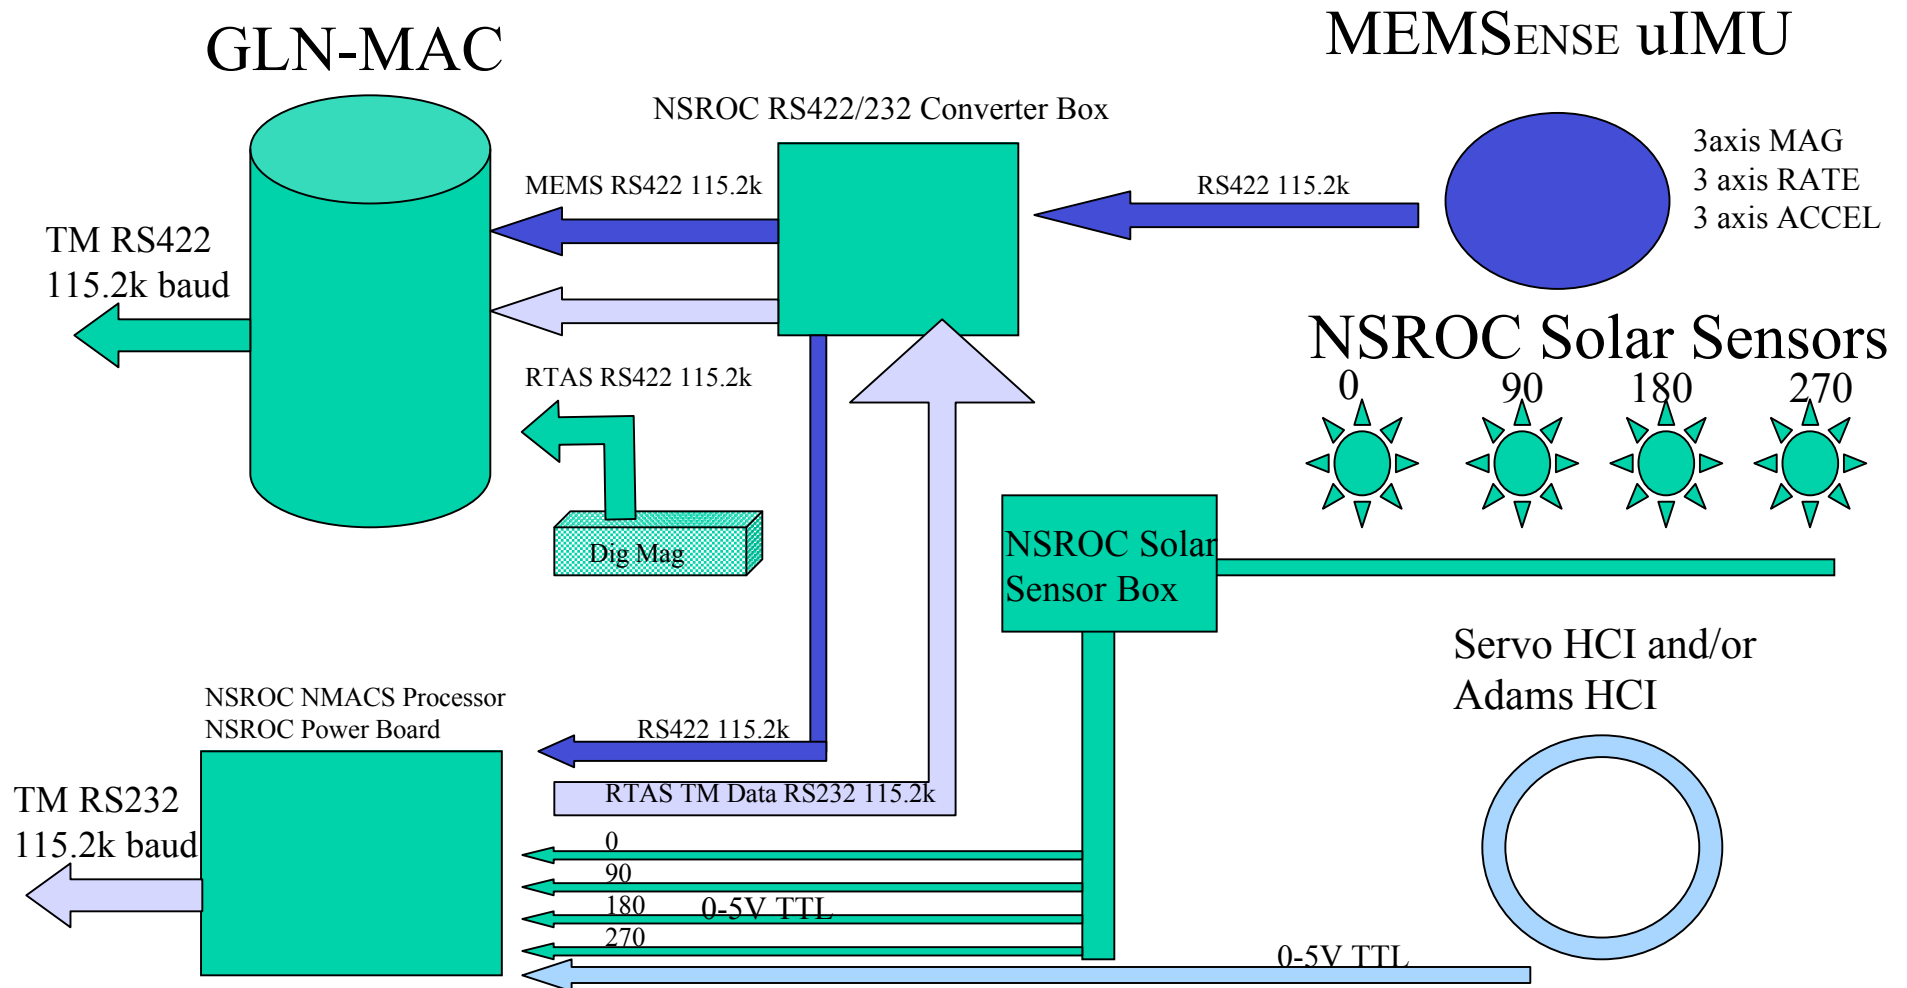 GLN-MAC
MEMSENSE uIMU
NSROC RS422/232 Converter Box
3axis MAG
3 axis RATE
3 axis ACCEL
MEMS RS422 115.2k
RS422 115.2k
TM RS422
115.2k baud
NSROC Solar Sensors
0
90
180
270
RTAS RS422 115.2k
Dig Mag
NSROC Solar
Sensor Box
Servo HCI and/or
Adams HCI
NSROC NMACS Processor
NSROC Power Board
RS422 115.2k
TM RS232
115.2k baud
RTAS TM Data RS232 115.2k
0
90
180
270
0-5V TTL
0-5V TTL